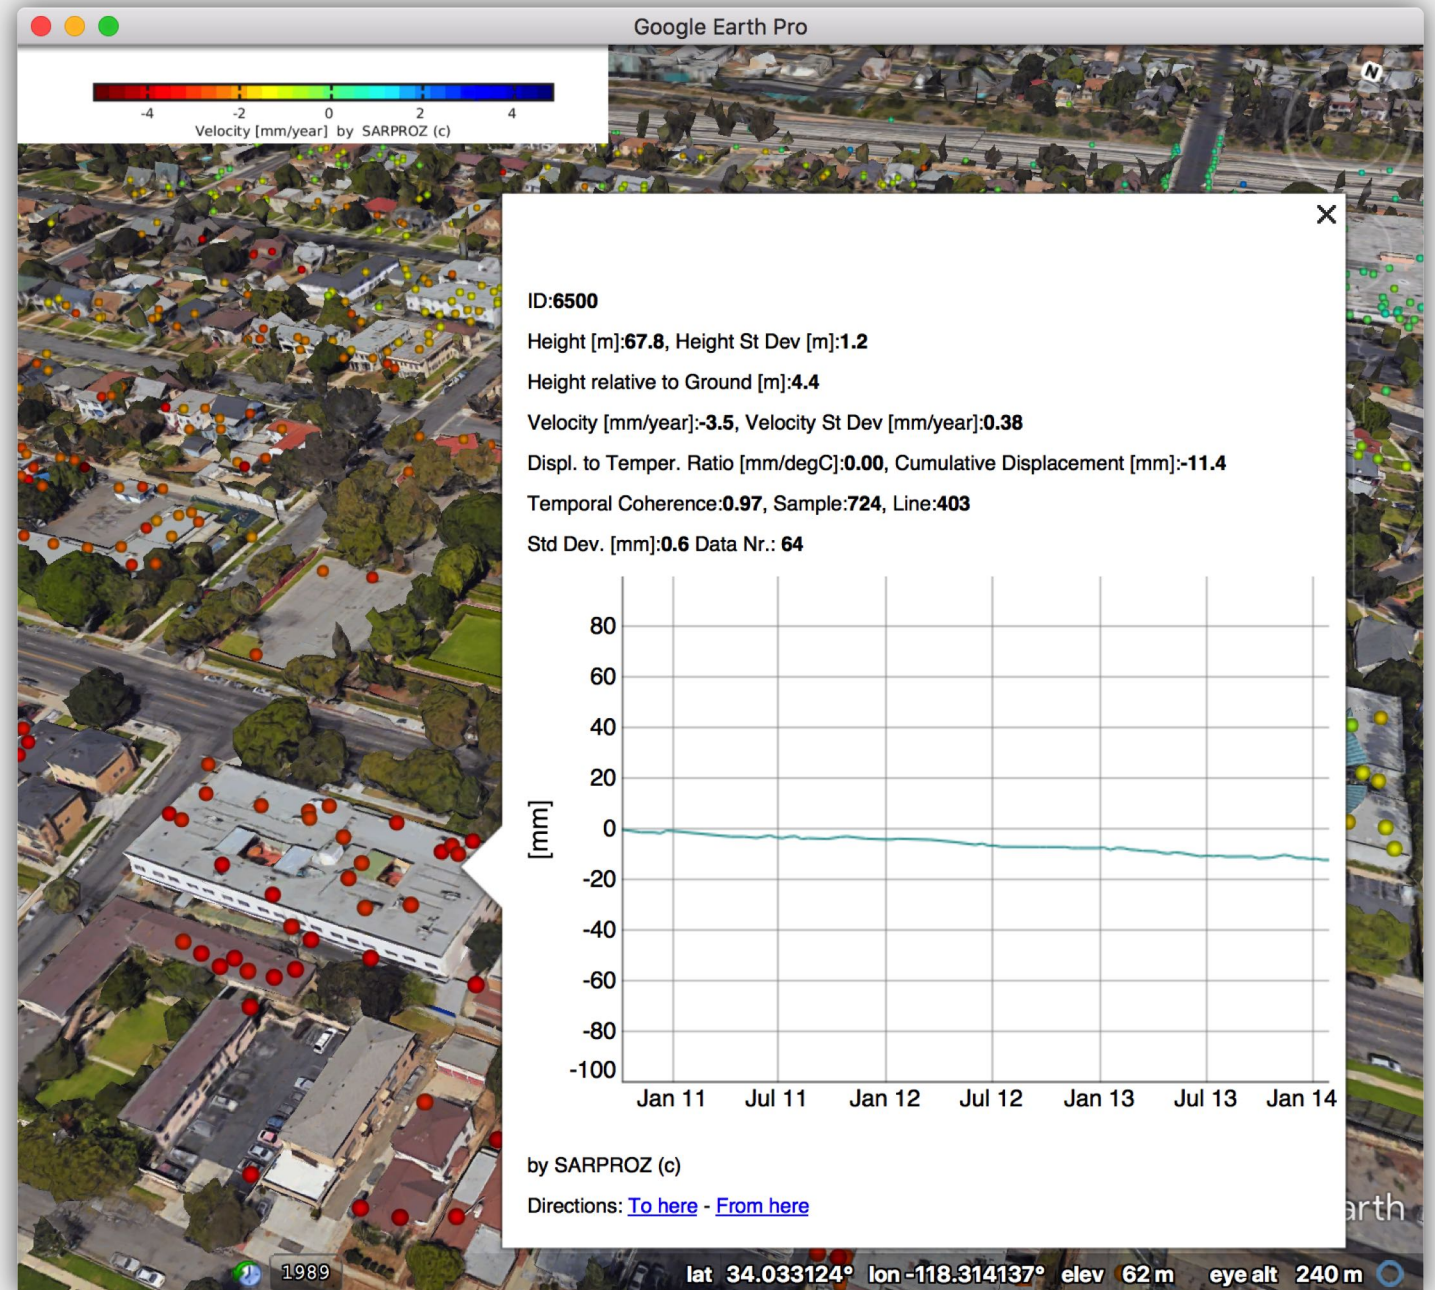 Google Earth Pro
-4 -2 0 2 4
Velocity [mm/year] by SARPROZ (c)
N
ID:6500
Height [m]:67.8, Height St Dev [m]:1.2
Height relative to Ground [m]:4.4
Velocity [mm/year]:-3.5, Velocity St Dev [mm/year]:0.38
Displ. to Temper. Ratio [mm/degC]:0.00, Cumulative Displacement [mm]:-11.4
Temporal Coherence:0.97, Sample:724, Line:403
Std Dev. [mm]:0.6 Data Nr.: 64
80
60
40
20
0
-20
-40
-60
-80
-100
[mm]
Jan 11 Jul 11 Jan 12 Jul 12 Jan 13 Jul 13 Jan 14
by SARPROZ (c)
Directions: To here - From here
arth
1989
lat 34.033124° lon -118.314137° elev 62 m eye alt 240 m